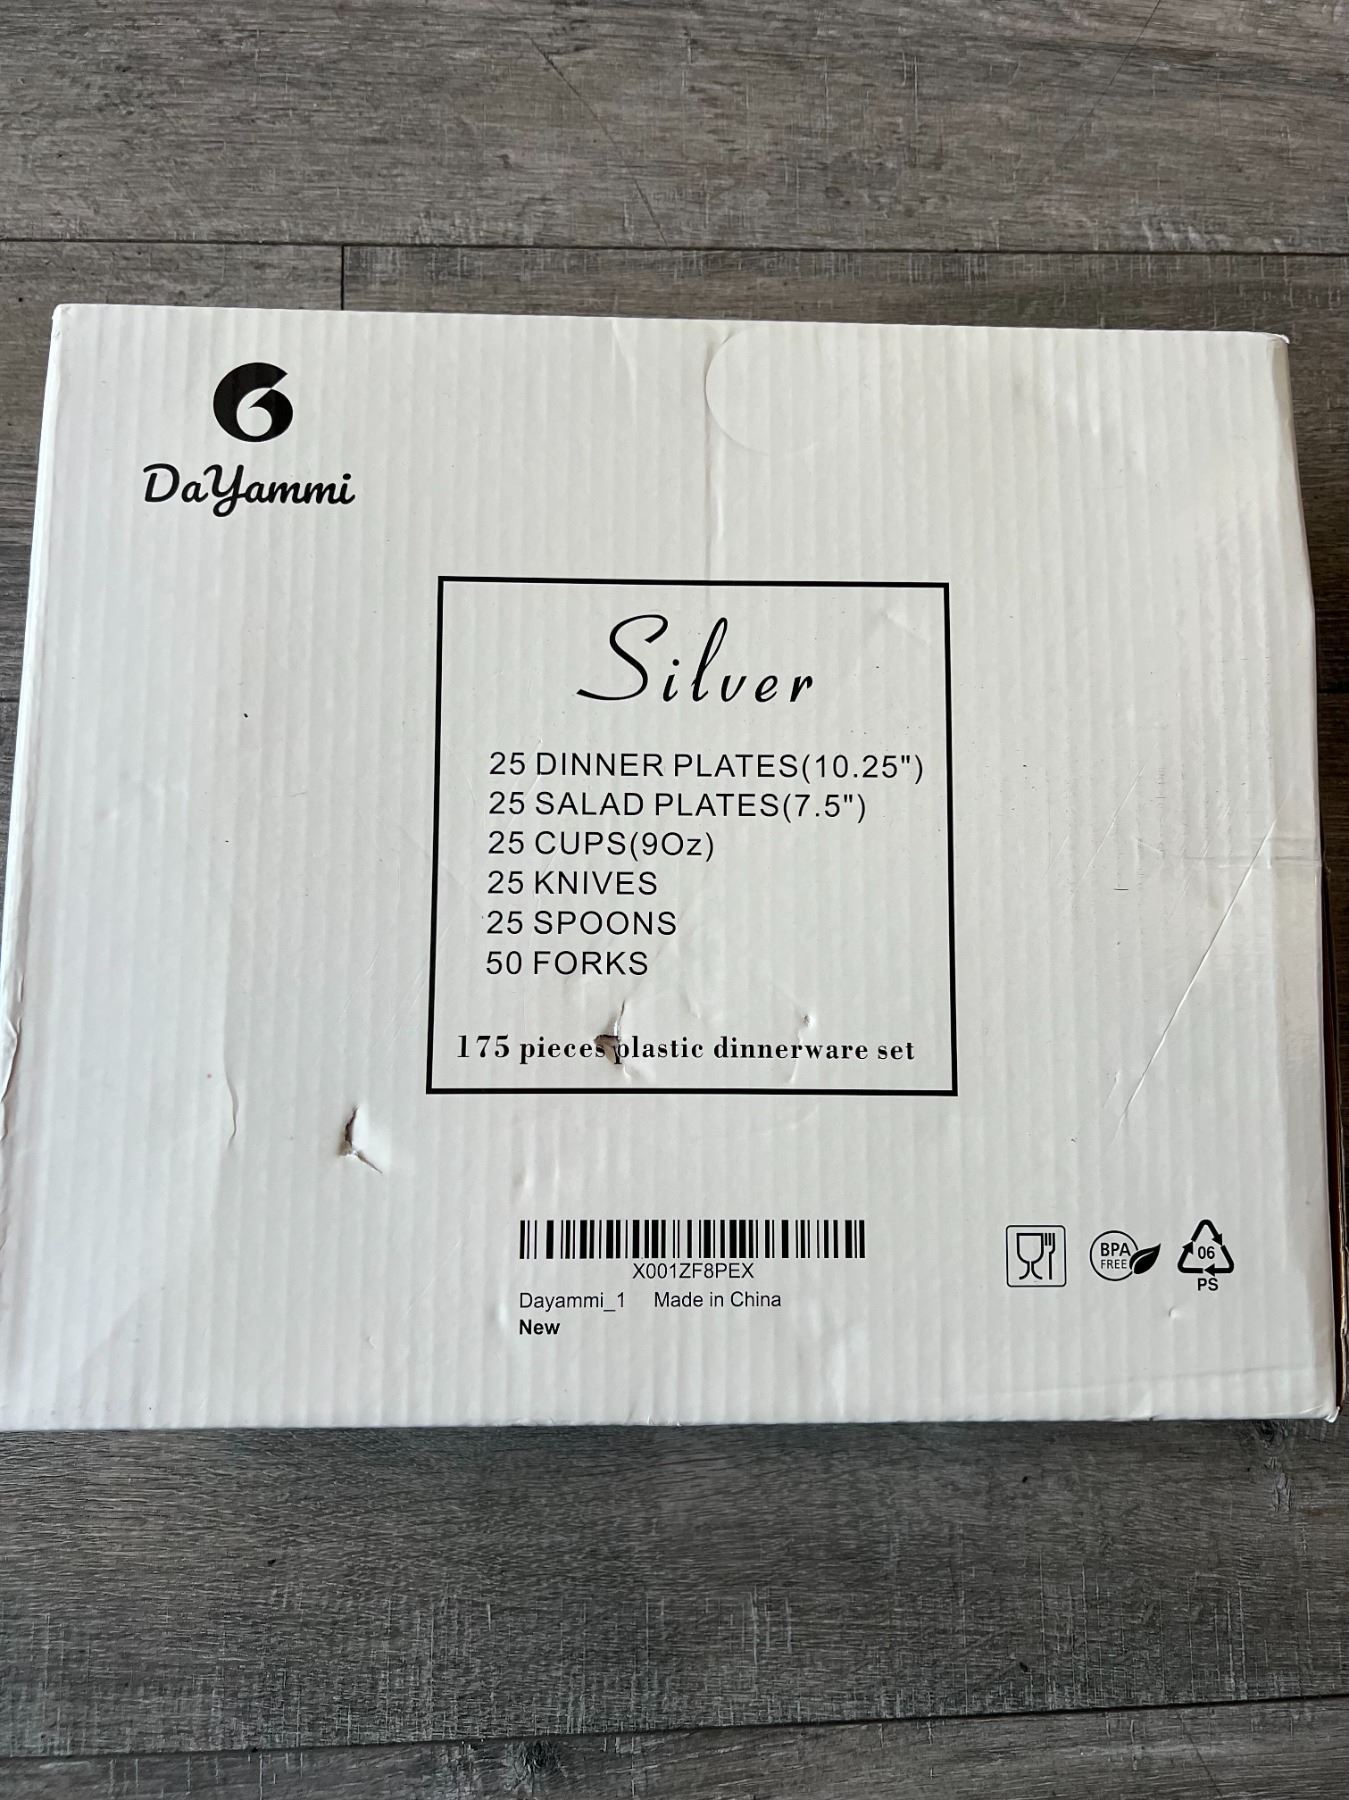 DaYammi
Silver
25 DINNER PLATES(10.25")
25 SALAD PLATES(7.5")
25 CUPS(9Oz)
25 KNIVES
25 SPOONS
50 FORKS
175 pieces plastic dinnerware set
X001ZF8PEX
Dayammi_1 Made in China
New
BPA
FREE
06
PS